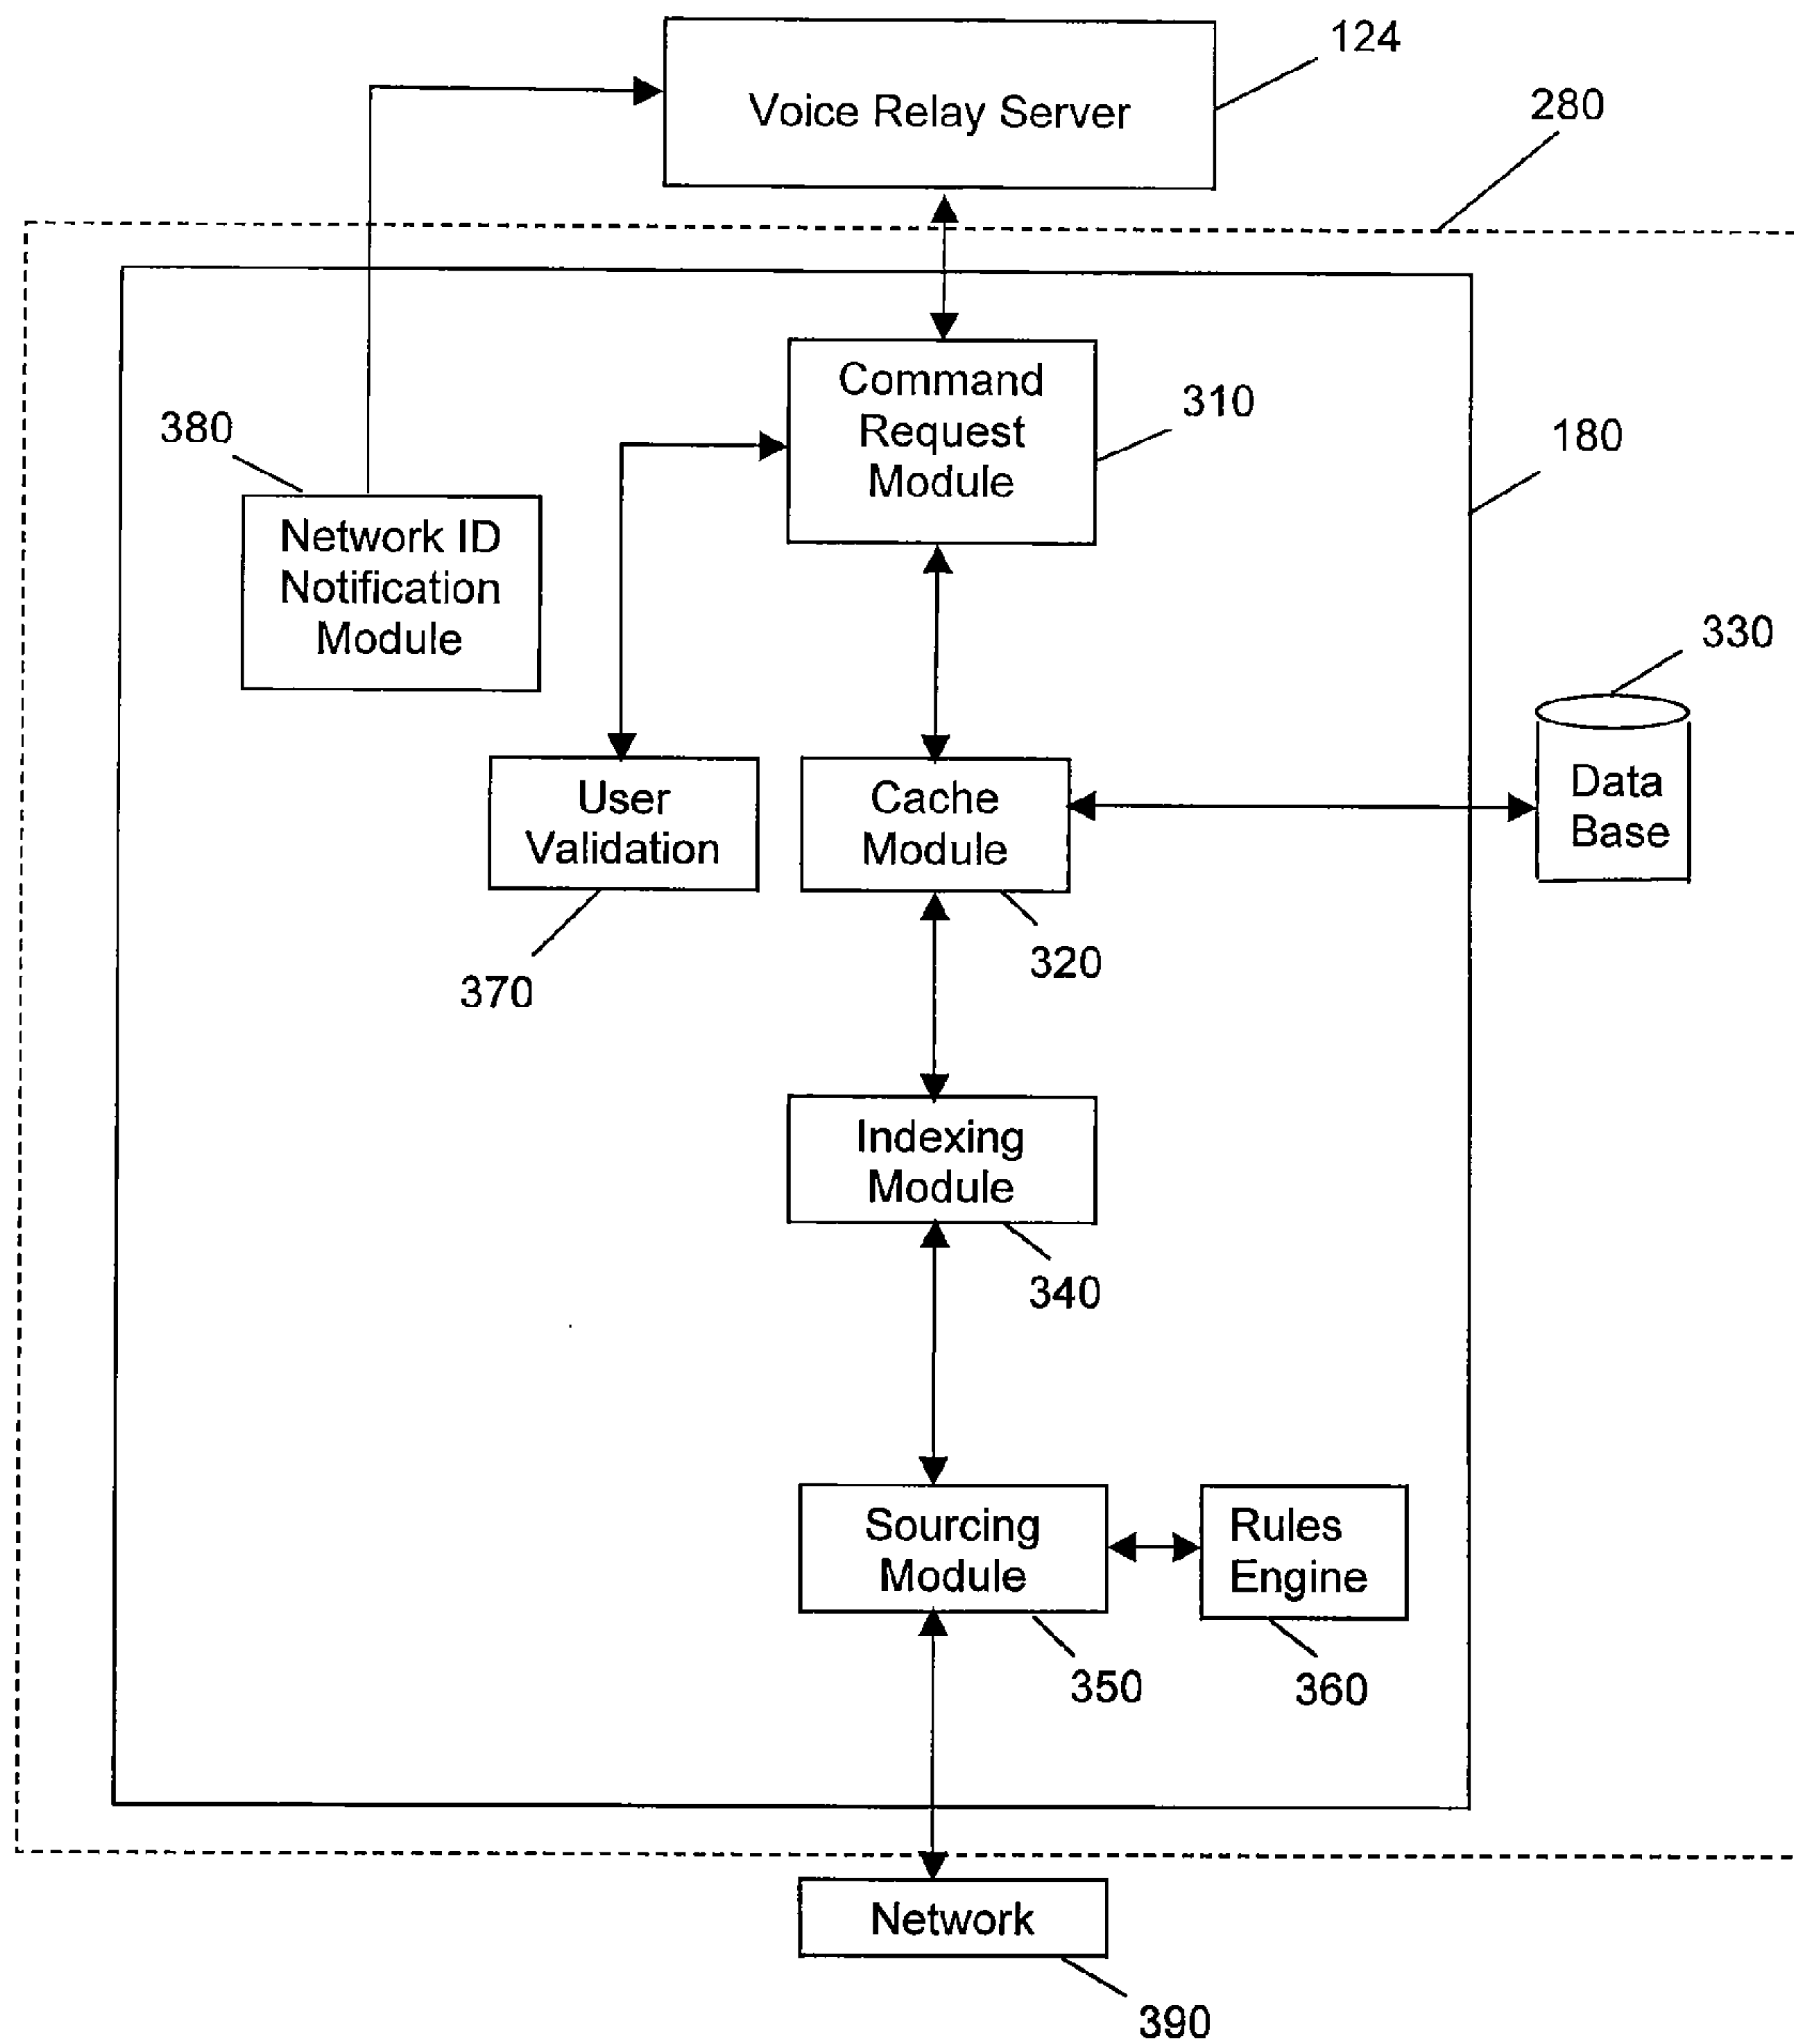 124
Voice Relay Server
280
Command
Request
Module
310
180
380
Network ID
Notification
Module
330
Data
Base
User
Validation
370
Cache
Module
320
Indexing
Module
340
Sourcing
Module
350
Rules
Engine
360
Network
390